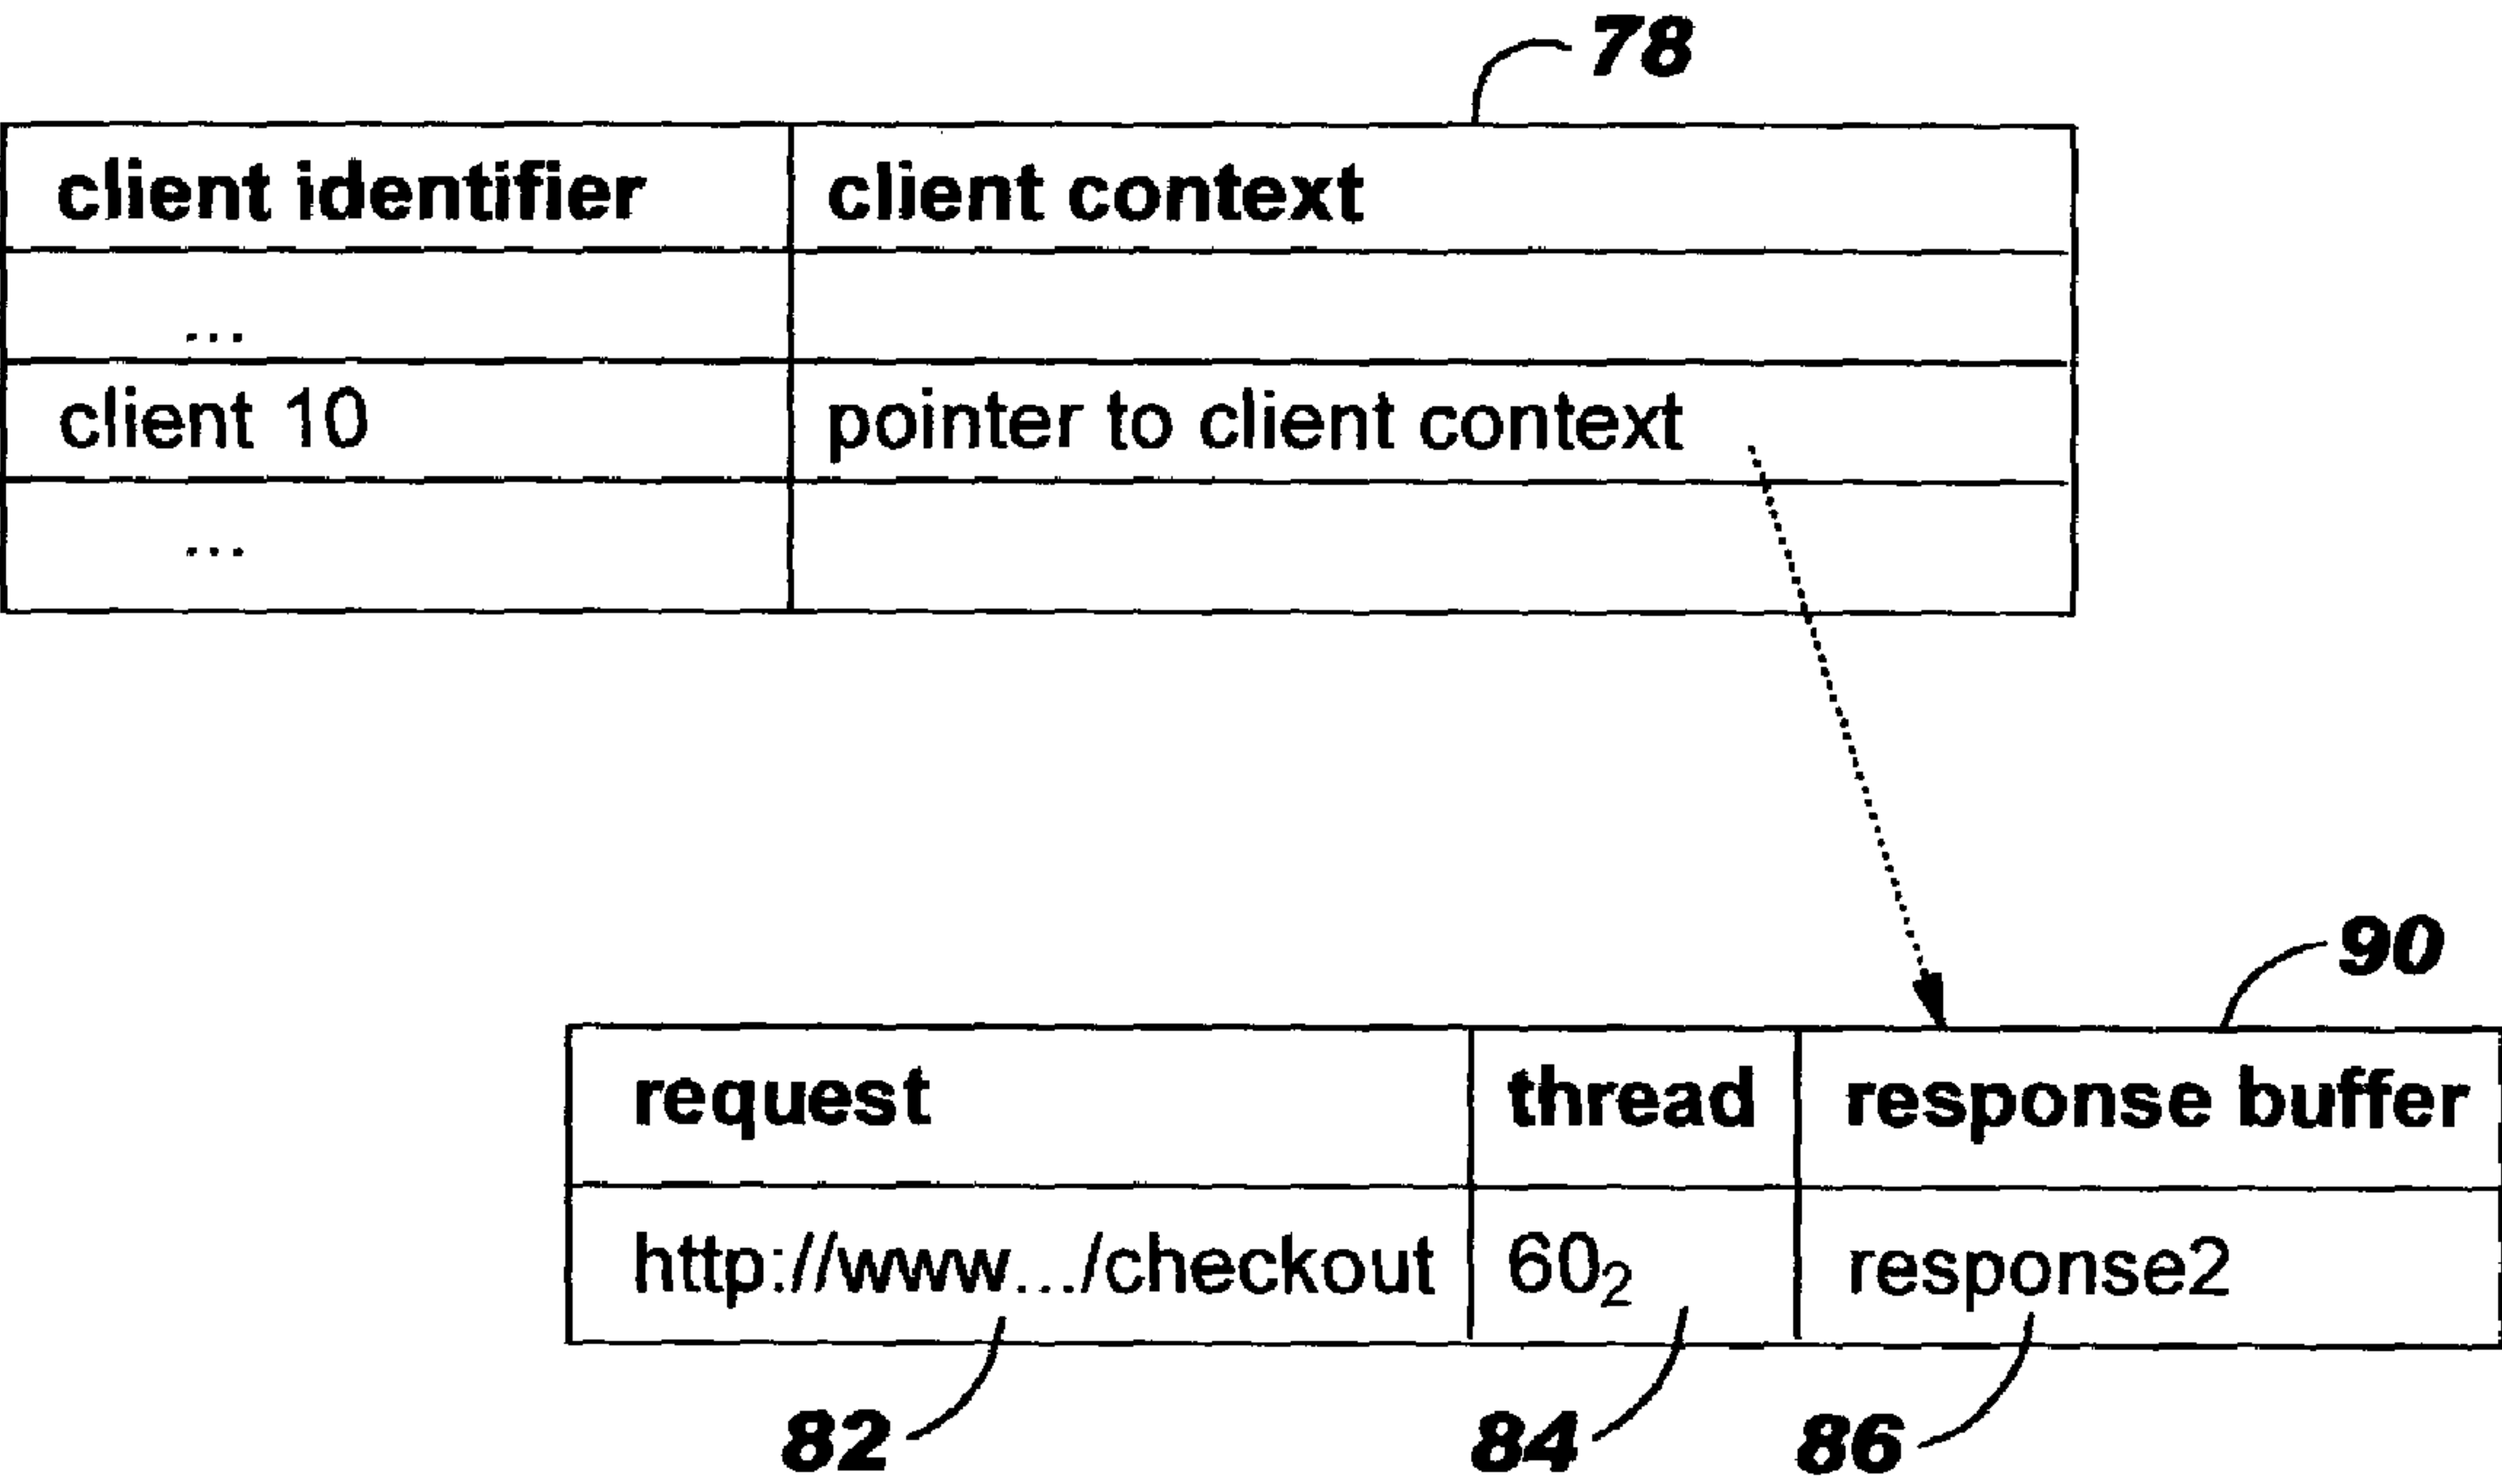 78
client identifier client context
...
client 10 pointer to client context
...
90
request thread response buffer
http://www.../checkout 60₂ response2
82 84 86